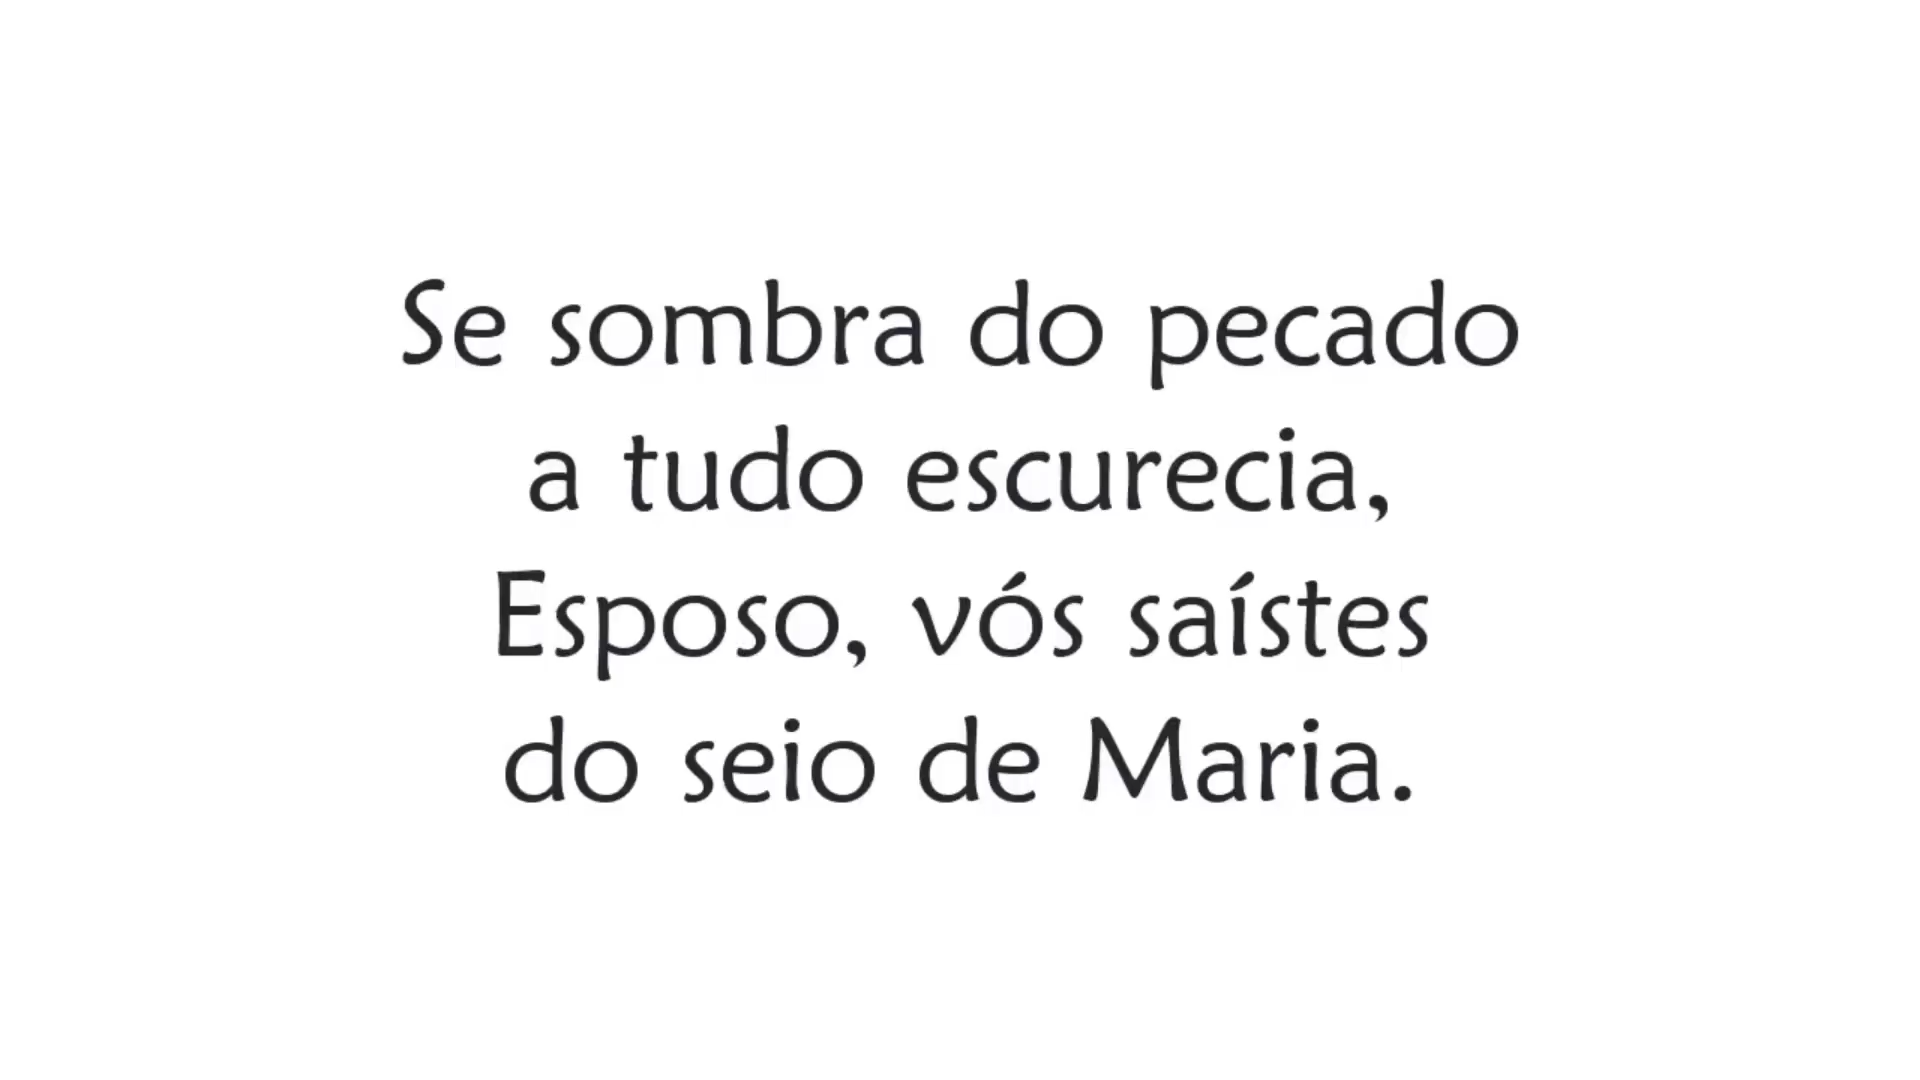 Se sombra do pecado
a tudo escurecia,
Esposo, vós saístes
do seio de Maria.